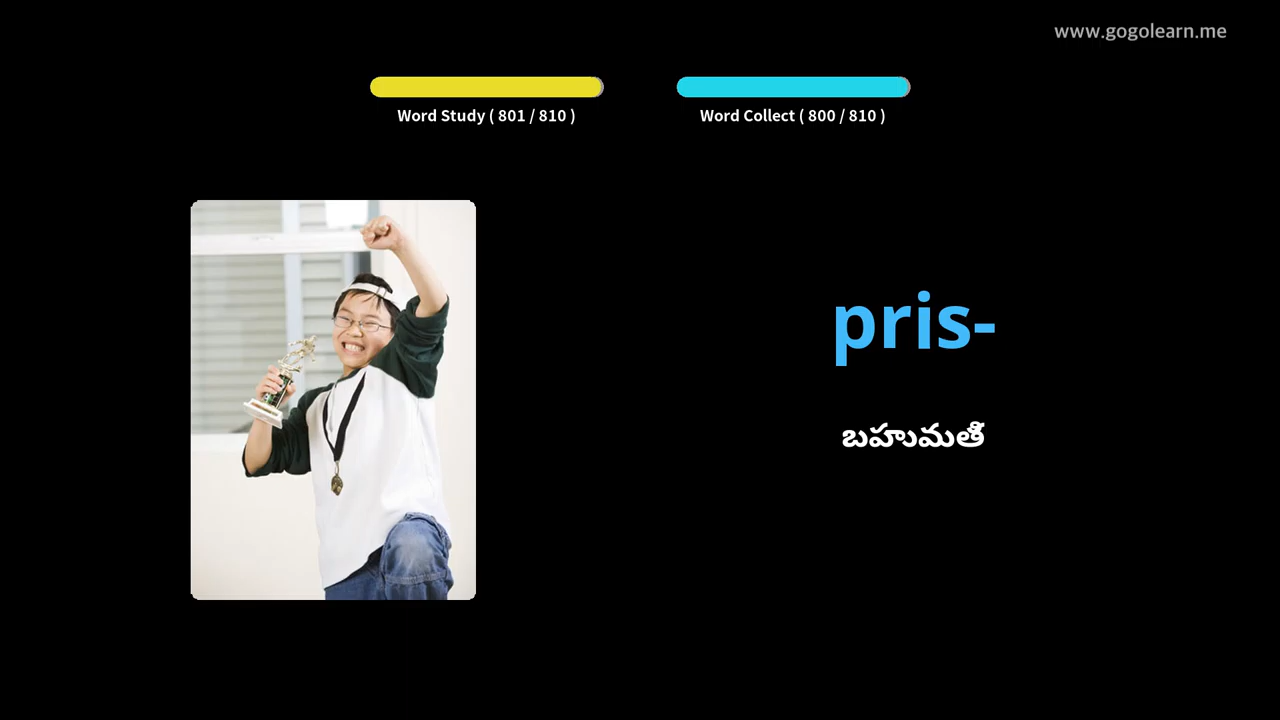 www.gogolearn.me
Word Study ( 801 / 810 )
Word Collect ( 800 / 810 )
pris-
బహుమతి